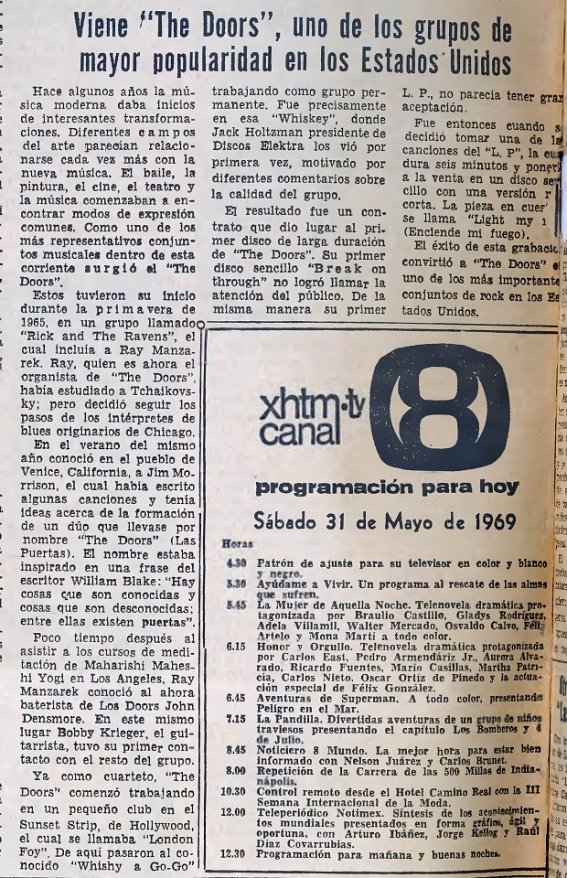 Viene "The Doors", uno de los grupos de
mayor popularidad en los Estados Unidos
Hace algunos años la mú-
sica moderna daba inicios
de interesantes transforma-
ciones. Diferentes campos
del arte parecían relacio-
narse cada vez más con la
nueva música. El baile, la
pintura, el cine, el teatro y
la música comenzaban a en-
contrar modos de expresión
comunes. Como uno de los
más representativos conjun-
tos musicales dentro de esta
corriente surgió el "The
Doors".
Estos tuvieron su inicio
durante la primavera de
1965, en un grupo llamado
"Rick and The Ravens", el
cual incluía a Ray Manza-
rek. Ray, quien es ahora el
organista de "The Doors",
había estudiado a Tchaikovs-
ky; pero decidió seguir los
pasos de los intérpretes de
blues originarios de Chicago.
En el verano del mismo
año conoció en el pueblo de
Venice, California, a Jim Mo-
rrison, el cual había escrito
algunas canciones y tenía
ideas acerca de la formación
de un dúo que llevase por
nombre "The Doors" (Las
Puertas). El nombre estaba
inspirado en una frase del
escritor William Blake: "Hay
cosas que son conocidas y
cosas que son desconocidas;
entre ellas existen puertas".
Poco tiempo después al
asistir a los cursos de medi-
tación de Maharishi Mahes-
hi Yogi en Los Angeles, Ray
Manzarek conoció al ahora
baterista de Los Doors John
Densmore. En este mismo
lugar Bobby Krieger, el gui-
tarrista, tuvo su primer con-
tacto con el resto del grupo.
Ya como cuarteto, "The
Doors" comenzó trabajando
en un pequeño club en el
Sunset Strip, de Hollywood,
el cual se llamaba "London
Foy". De aquí pasaron al co-
nocido "Whishy a Go-Go"
trabajando como grupo per-
manente. Fue precisamente
en esa "Whiskey", donde
Jack Holtzman presidente de
Discos Elektra los vió por
primera vez, motivado por
diferentes comentarios sobre
la calidad del grupo.
El resultado fue un con-
trato que dio lugar al pri-
mer disco de larga duración
de "The Doors". Su primer
disco sencillo "Break on
through" no logró llamar la
atención del público. De la
misma manera su primer
L. P., no parecía tener gran
aceptación.
Fue entonces cuando s
decidió tomar una de la
canciones del "L. P", la cu
dura seis minutos y poner
a la venta en un disco sen
cillo con una versión
corta. La pieza en cues
se llama "Light my
(Enciende mi fuego).
El éxito de esta grabació
convirtió a "The Doors" e
uno de los más importante
conjuntos de rock en los Es
tados Unidos.
xhtm-tv
canal
8
programación para hoy
Sábado 31 de Mayo de 1969
Horas
4.30 Patrón de ajuste para su televisor en color y blanco
y negro.
5.30 Ayúdame a Vivir. Un programa al rescate de las almas
que sufren.
5.45 La Mujer de Aquella Noche. Telenovela dramática pro-
tagonizada por Braulio Castillo, Gladys Rodríguez,
Adela Villamil, Walter Mercado, Osvaldo Calvo, Félix
Artelo y Mona Martí a todo color.
6.15 Honor y Orgullo. Telenovela dramática protagonizada
por Carlos East, Pedro Armendáriz Jr., Aurora Alva-
rado, Ricardo Fuentes, Mario Casillas, Martha Patri-
cia, Carlos Nieto, Oscar Ortiz de Pinedo y la actua-
ción especial de Félix González.
6.45 Aventuras de Superman. A todo color, presentando
Peligro en el Mar.
7.15 La Pandilla. Divertidas aventuras de un grupo de niños
traviesos presentando el capítulo Los Bomberos y 4
de Julio.
8.45 Noticiero 8 Mundo. La mejor hora para estar bien
informado con Nelson Juárez y Carlos Brunet.
8.00 Repetición de la Carrera de las 500 Millas de India-
nápolis.
10.30 Control remoto desde el Hotel Camino Real con la III
Semana Internacional de la Moda.
12.00 Teleperiódico Notimex. Síntesis de los acontecimien-
tos mundiales presentados en forma gráfica, ágil y
oportuna, con Arturo Ibáñez, Jorge Kellog y Raúl
Díaz Covarrubias.
12.30 Programación para mañana y buenas noches.